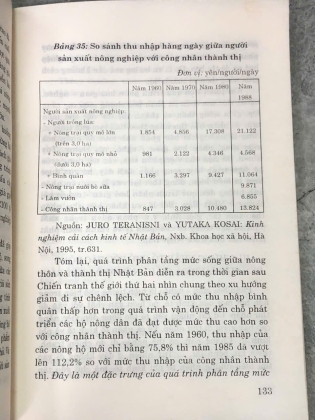 Bảng 35: So sánh thu nhập hàng ngày giữa người
sản xuất nông nghiệp với công nhân thành thị
Đơn vị: yên/người/ngày
Năm 1960 Năm 1970 Năm 1980 Năm 1988
Người sản xuất nông nghiệp
- Người trồng lúa:
+ Nông trại quy mô lớn 1.854 4.858 17.308 21.122
(trên 3,0 ha)
+ Nông trại quy mô nhỏ 981 2.122 4.346 4.568
(dưới 3,0 ha)
+ Bình quân 1.166 3.297 9.427 11.064
- Nông trại nuôi bò sữa 9.871
- Làm vườn 6.855
- Công nhân thành thị 847 3.028 10.480 13.824
Nguồn: JURO TERANISNI và YUTAKA KOSAI: Kinh
nghiệm cải cách kinh tế Nhật Bản, Nxb. Khoa học xã hội, Hà
Nội, 1995, tr.631.
Tóm lại, quá trình phân tầng mức sống giữa nông
thôn và thành thị Nhật Bản diễn ra trong thời gian sau
Chiến tranh thế giới thứ hai nhìn chung theo xu hướng
giảm đi sự chênh lệch. Từ chỗ có mức thu nhập bình
quân thấp hơn trong quá trình vận động đến chỗ phát
triển các hộ nông dân đã đạt được mức thu cao hơn so
với công nhân thành thị. Nếu năm 1960, thu nhập của
các nông hộ mới chỉ bằng 75,8% thì năm 1985 đã vượt
lên 112,2% so với mức thu nhập của công nhân thành
thị. Đây là một đặc trưng của quá trình phân tầng mức
133